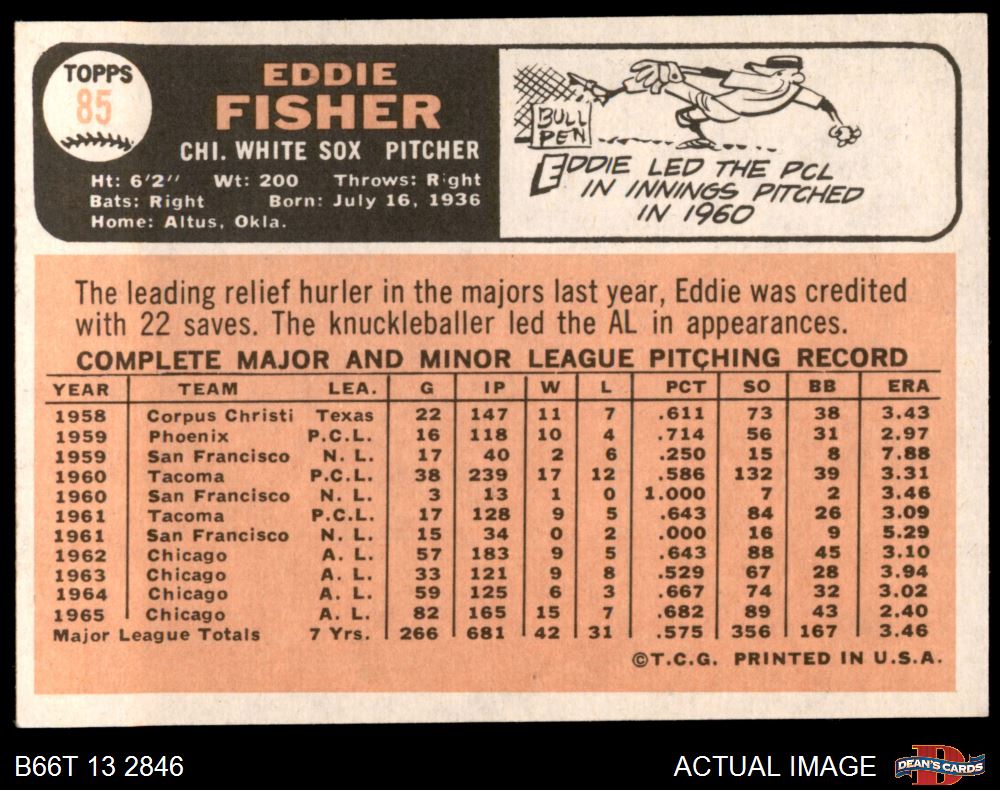 TOPPS
85
EDDIE
FISHER
CHI. WHITE SOX PITCHER
Ht: 6'2" Wt: 200 Throws: Right
Bats: Right Born: July 16, 1936
Home: Altus, Okla.
BULL
PEN
EDDIE LED THE PCL
IN INNINGS PITCHED
IN 1960
The leading relief hurler in the majors last year, Eddie was credited
with 22 saves. The knuckleballer led the AL in appearances.
COMPLETE MAJOR AND MINOR LEAGUE PITCHING RECORD
YEAR TEAM LEA. G IP W L PCT SO BB ERA
1958 Corpus Christi Texas 22 147 11 7 .611 73 38 3.43
1959 Phoenix P.C.L. 16 118 10 4 .714 56 31 2.97
1959 San Francisco N. L. 17 40 2 6 .250 15 8 7.88
1960 Tacoma P.C.L. 38 239 17 12 .586 132 39 3.31
1960 San Francisco N. L. 3 13 1 0 1.000 7 2 3.46
1961 Tacoma P.C.L. 17 128 9 5 .643 84 26 3.09
1961 San Francisco N. L. 15 34 0 2 .000 16 9 5.29
1962 Chicago A. L. 57 183 9 5 .643 88 45 3.10
1963 Chicago A. L. 33 121 9 8 .529 67 28 3.94
1964 Chicago A. L. 59 125 6 3 .667 74 32 3.02
1965 Chicago A. L. 82 165 15 7 .682 89 43 2.40
Major League Totals 7 Yrs. 266 681 42 31 .575 356 167 3.46
©T.C.G. PRINTED IN U.S.A.
B66T 13 2846
ACTUAL IMAGE
DEAN'S CARDS